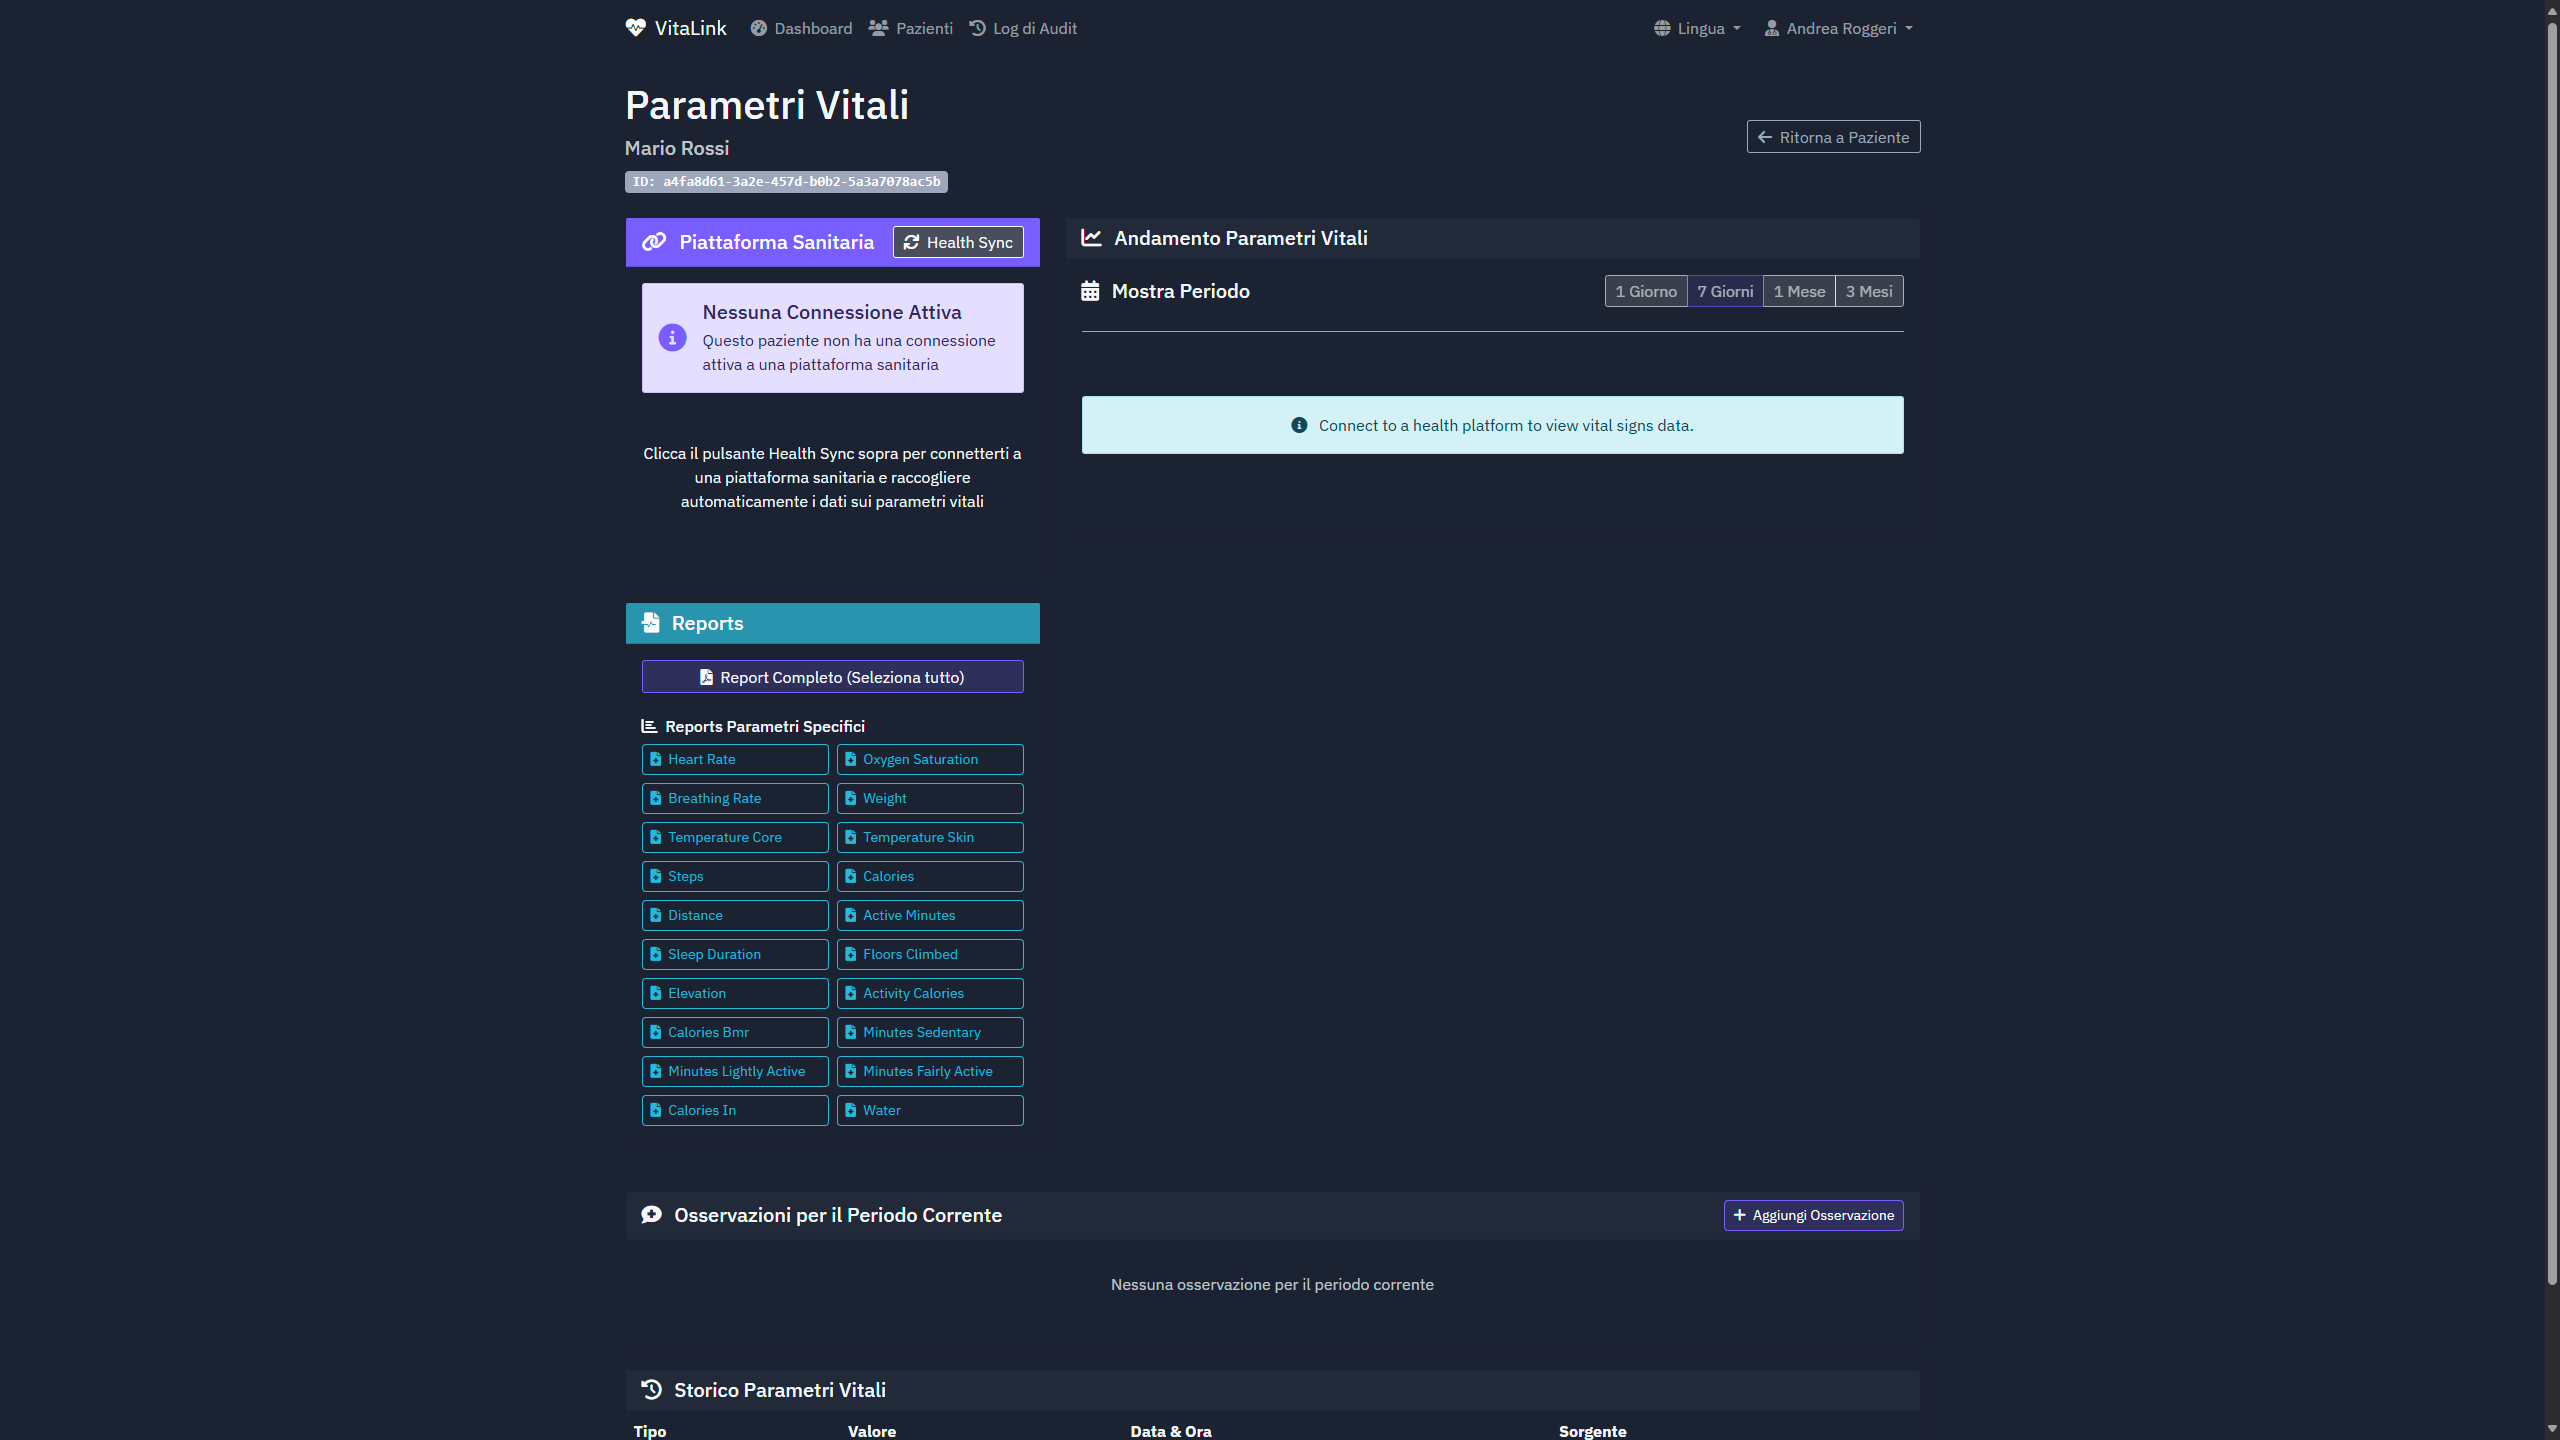 VitaLink
Dashboard
Pazienti
Log di Audit
Lingua
Andrea Roggeri
Parametri Vitali
Mario Rossi
ID: a4fa8d61-3a2e-457d-b0b2-5a3a7078ac5b
Ritorna a Paziente
Piattaforma Sanitaria
Health Sync
Nessuna Connessione Attiva
Questo paziente non ha una connessione
attiva a una piattaforma sanitaria
Clicca il pulsante Health Sync sopra per connetterti a
una piattaforma sanitaria e raccogliere
automaticamente i dati sui parametri vitali
Andamento Parametri Vitali
Mostra Periodo
1 Giorno
7 Giorni
1 Mese
3 Mesi
Connect to a health platform to view vital signs data.
Reports
Report Completo (Seleziona tutto)
Reports Parametri Specifici
Heart Rate
Oxygen Saturation
Breathing Rate
Weight
Temperature Core
Temperature Skin
Steps
Calories
Distance
Active Minutes
Sleep Duration
Floors Climbed
Elevation
Activity Calories
Calories Bmr
Minutes Sedentary
Minutes Lightly Active
Minutes Fairly Active
Calories In
Water
Osservazioni per il Periodo Corrente
Aggiungi Osservazione
Nessuna osservazione per il periodo corrente
Storico Parametri Vitali
Tipo
Valore
Data & Ora
Sorgente